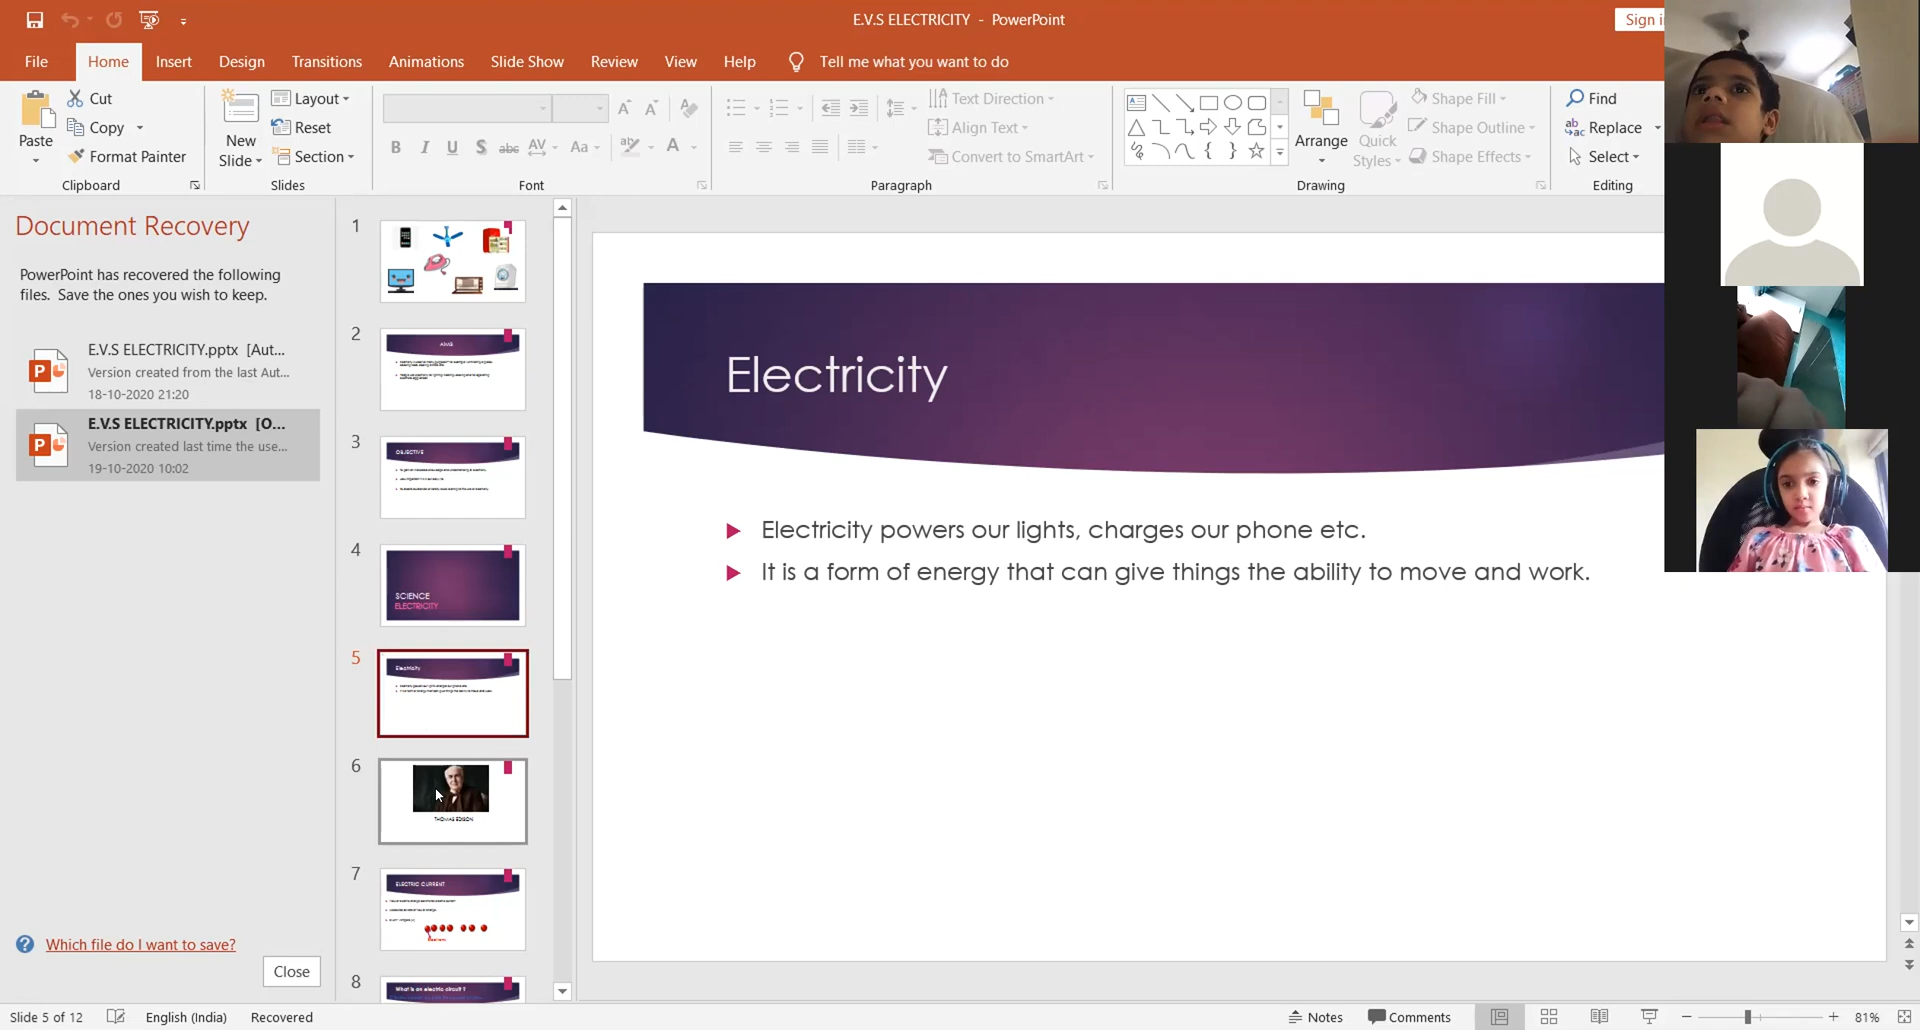 E.V.S ELECTRICITY - PowerPoint
Sign i
File Home Insert Design Transitions Animations Slide Show Review View Help Tell me what you want to do
Paste
Cut
Copy
Format Painter
Clipboard
New Slide
Layout
Reset
Section
Slides
B I U S abc AV Aa A
Font
Text Direction
Align Text
Convert to SmartArt
Paragraph
Arrange
Quick Styles
Shape Fill
Shape Outline
Shape Effects
Drawing
Find
Replace
Select
Editing
Document Recovery
PowerPoint has recovered the following
files. Save the ones you wish to keep.
E.V.S ELECTRICITY.pptx [Aut...
Version created from the last Aut...
18-10-2020 21:20
E.V.S ELECTRICITY.pptx [O...
Version created last time the use...
19-10-2020 10:02
Which file do I want to save?
Close
1
2
AIMS
3
OBJECTIVE
4
SCIENCE
ELECTRICITY
5
Electricity
6
THOMAS EDISON
7
ELECTRIC CURRENT
8
What is an electric circuit ?
Electricity
Electricity powers our lights, charges our phone etc.
It is a form of energy that can give things the ability to move and work.
Slide 5 of 12 English (India) Recovered Notes Comments 81%